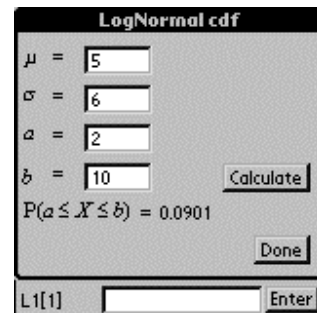 LogNormal cdf
μ = 5
σ = 6
a = 2
b = 10 Calculate
P(a ≤ X ≤ b) = 0.0901
Done
L1[1] Enter